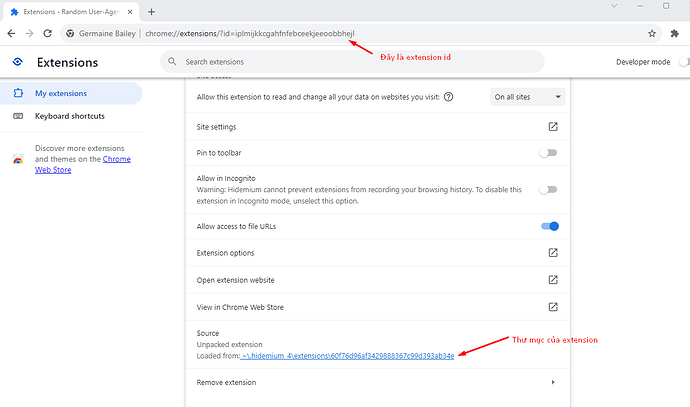 Extensions - Random User-Agen
Germaine Bailey
chrome://extensions/?id=iplmijkkcgahfnfebceekjeeoobbhejl
Đây là extension id
Extensions
Search extensions
Developer mode
My extensions
Keyboard shortcuts
Discover more extensions
and themes on the Chrome
Web Store
Allow this extension to read and change all your data on websites you visit:
On all sites
Site settings
Pin to toolbar
Allow in Incognito
Warning: Hidemium cannot prevent extensions from recording your browsing history. To disable this
extension in Incognito mode, unselect this option.
Allow access to file URLs
Extension options
Open extension website
View in Chrome Web Store
Source
Unpacked extension
Loaded from: ~\.hidemium_4\extensions\60f76d96af3429888367c99d393ab34e
Thư mục của extension
Remove extension